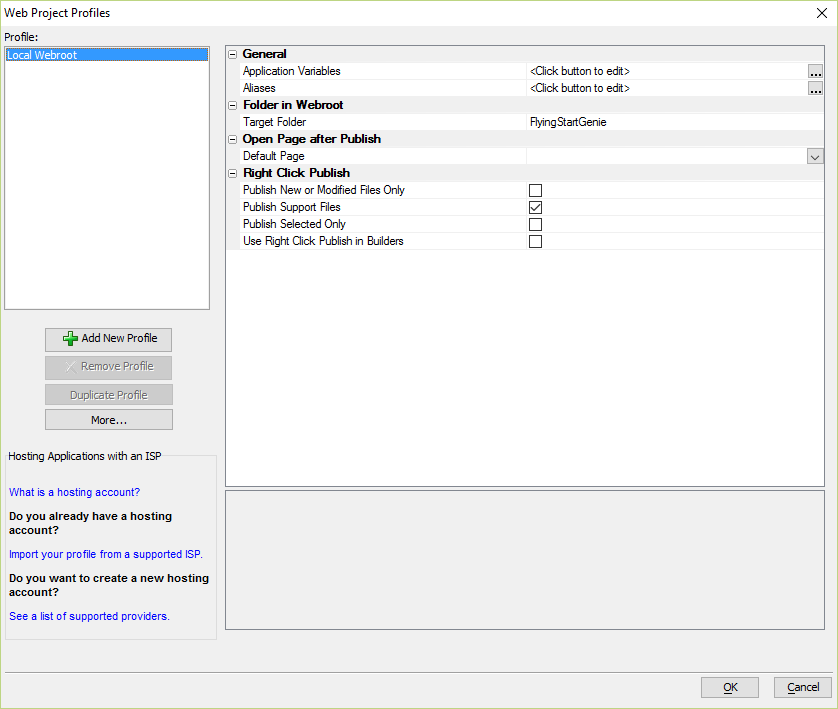 Web Project Profiles
Profile:
Local Webroot
General
Application Variables <Click button to edit> ...
Aliases <Click button to edit> ...
Folder in Webroot
Target Folder FlyingStartGenie
Open Page after Publish
Default Page
Right Click Publish
Publish New or Modified Files Only
Publish Support Files
Publish Selected Only
Use Right Click Publish in Builders
Add New Profile
Remove Profile
Duplicate Profile
More...
Hosting Applications with an ISP
What is a hosting account?
Do you already have a hosting
account?
Import your profile from a supported ISP.
Do you want to create a new hosting
account?
See a list of supported providers.
OK
Cancel